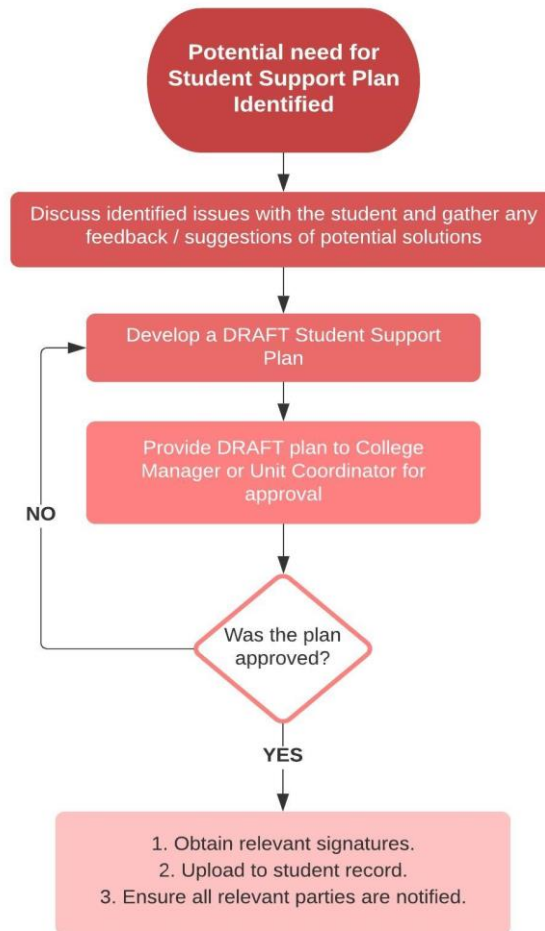 Potential need for
Student Support Plan
Identified
Discuss identified issues with the student and gather any
feedback / suggestions of potential solutions
Develop a DRAFT Student Support
Plan
Provide DRAFT plan to College
Manager or Unit Coordinator for
approval
NO
Was the plan
approved?
YES
1. Obtain relevant signatures.
2. Upload to student record.
3. Ensure all relevant parties are notified.